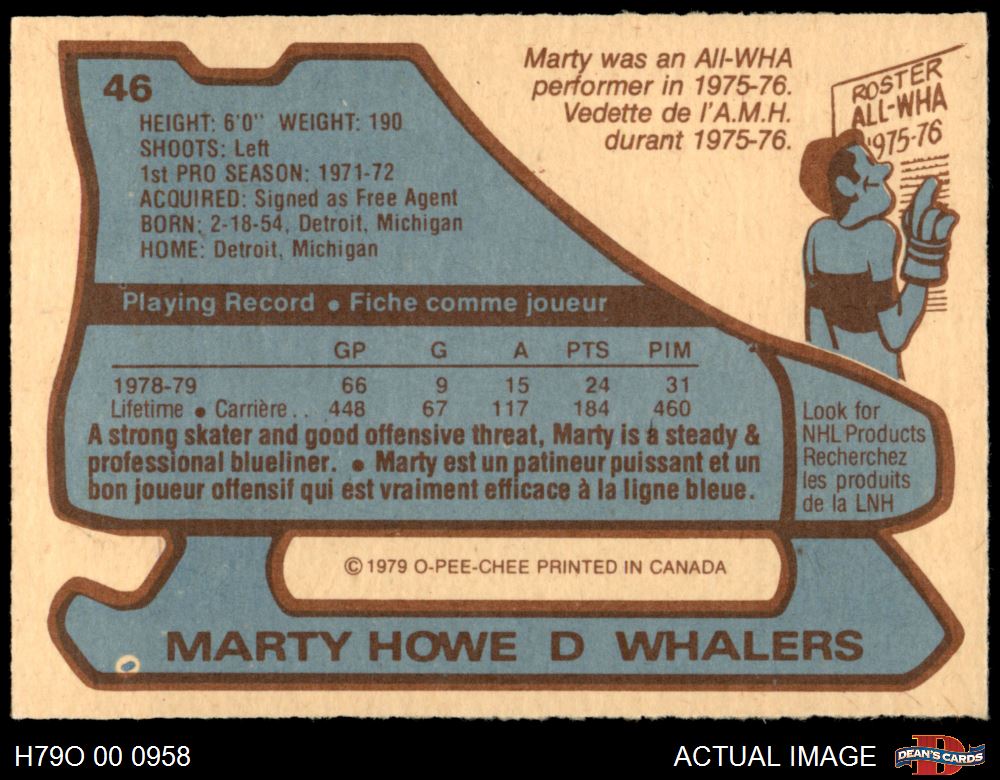 46
HEIGHT: 6'0" WEIGHT: 190
SHOOTS: Left
1st PRO SEASON: 1971-72
ACQUIRED: Signed as Free Agent
BORN: 2-18-54, Detroit, Michigan
HOME: Detroit, Michigan
Marty was an All-WHA
performer in 1975-76.
Vedette de l'A.M.H.
durant 1975-76.
ROSTER
ALL-WHA
1975-76
Playing Record • Fiche comme joueur
GP G A PTS PIM
1978-79 66 9 15 24 31
Lifetime • Carrière . . 448 67 117 184 460
A strong skater and good offensive threat, Marty is a steady &
professional blueliner. • Marty est un patineur puissant et un
bon joueur offensif qui est vraiment efficace à la ligne bleue.
Look for
NHL Products
Recherchez
les produits
de la LNH
© 1979 O-PEE-CHEE PRINTED IN CANADA
MARTY HOWE D WHALERS
H79O 00 0958
ACTUAL IMAGE
DEAN'S CARDS